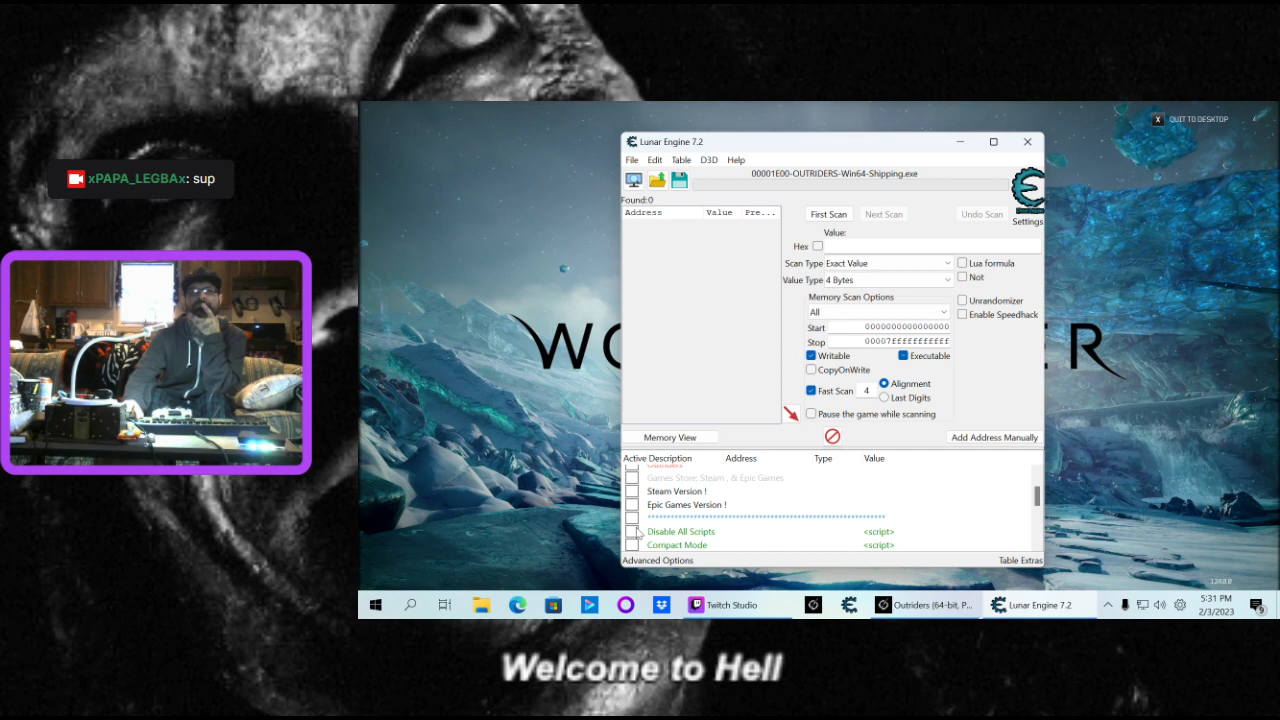 xPAPA_LEGBAx: sup
X QUIT TO DESKTOP
Lunar Engine 7.2
File Edit Table D3D Help
00001E00-OUTRIDERS-Win64-Shipping.exe
Found:0
Address Value Pre...
First Scan Next Scan Undo Scan
Settings
Value:
Hex
Scan Type Exact Value
Lua formula
Not
Value Type 4 Bytes
Memory Scan Options
All
Unrandomizer
Enable Speedhack
Start 0000000000000000
Stop 00007fffffffffff
Writable Executable
CopyOnWrite
Fast Scan 4 Alignment
Last Digits
Pause the game while scanning
Memory View Add Address Manually
Active Description Address Type Value
Outriders
Games Store: Steam , & Epic Games
Steam Version !
Epic Games Version !
Disable All Scripts <script>
Compact Mode <script>
Advanced Options Table Extras
WO
ER
Twitch Studio
Outriders (64-bit, P...
Lunar Engine 7.2
5:31 PM
2/3/2023
9
Welcome to Hell